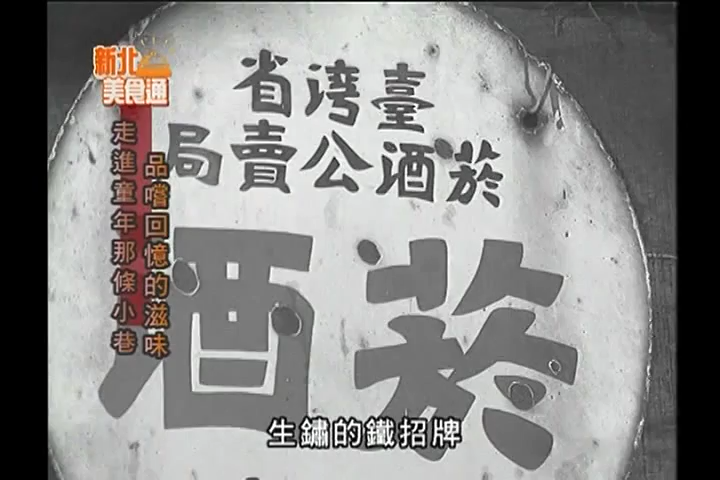 新北
美食通
走進童年那條小巷
品嚐回憶的滋味
省湾臺
局賣公酒菸
酒菸
生鏽的鐵招牌